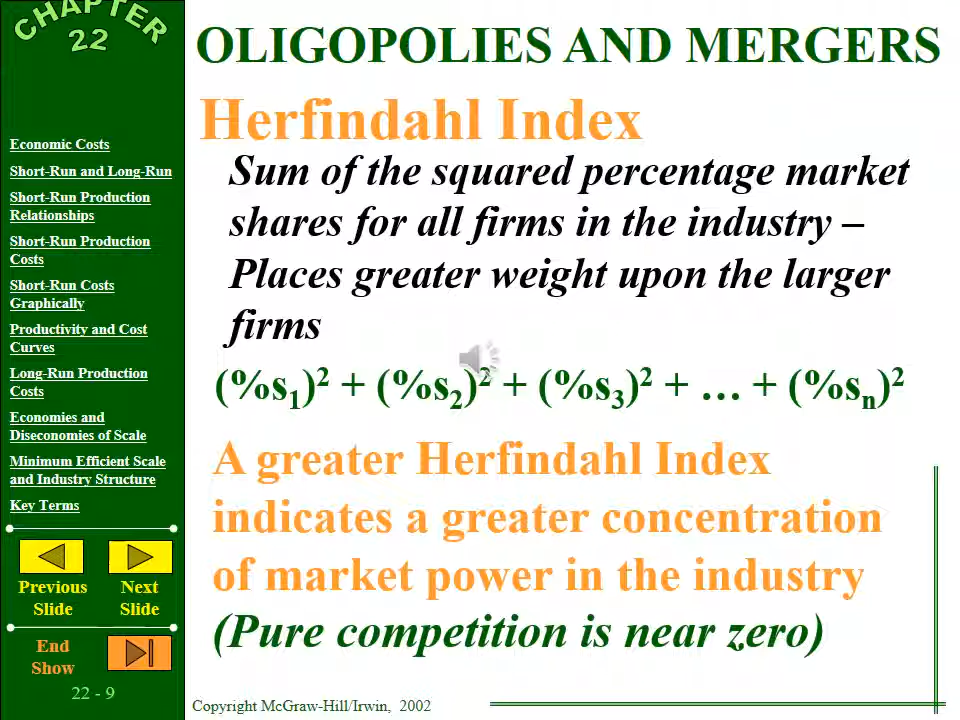 CHAPTER
22
Economic Costs
Short-Run and Long-Run
Short-Run Production
Relationships
Short-Run Production
Costs
Short-Run Costs
Graphically
Productivity and Cost
Curves
Long-Run Production
Costs
Economies and
Diseconomies of Scale
Minimum Efficient Scale
and Industry Structure
Key Terms
Previous Slide
Next Slide
End
Show
22 - 9
OLIGOPOLIES AND MERGERS
Herfindahl Index
Sum of the squared percentage market
shares for all firms in the industry –
Places greater weight upon the larger
firms
(%s₁)² + (%s₂)² + (%s₃)² + … + (%sₙ)²
A greater Herfindahl Index
indicates a greater concentration
of market power in the industry
(Pure competition is near zero)
Copyright McGraw-Hill/Irwin, 2002